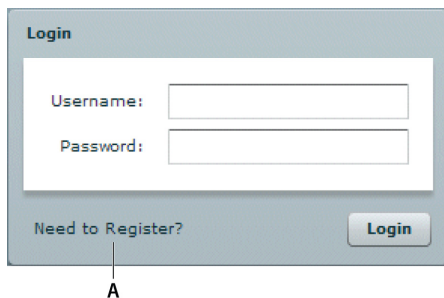 Login
Username:
Password:
Need to Register?
Login
A